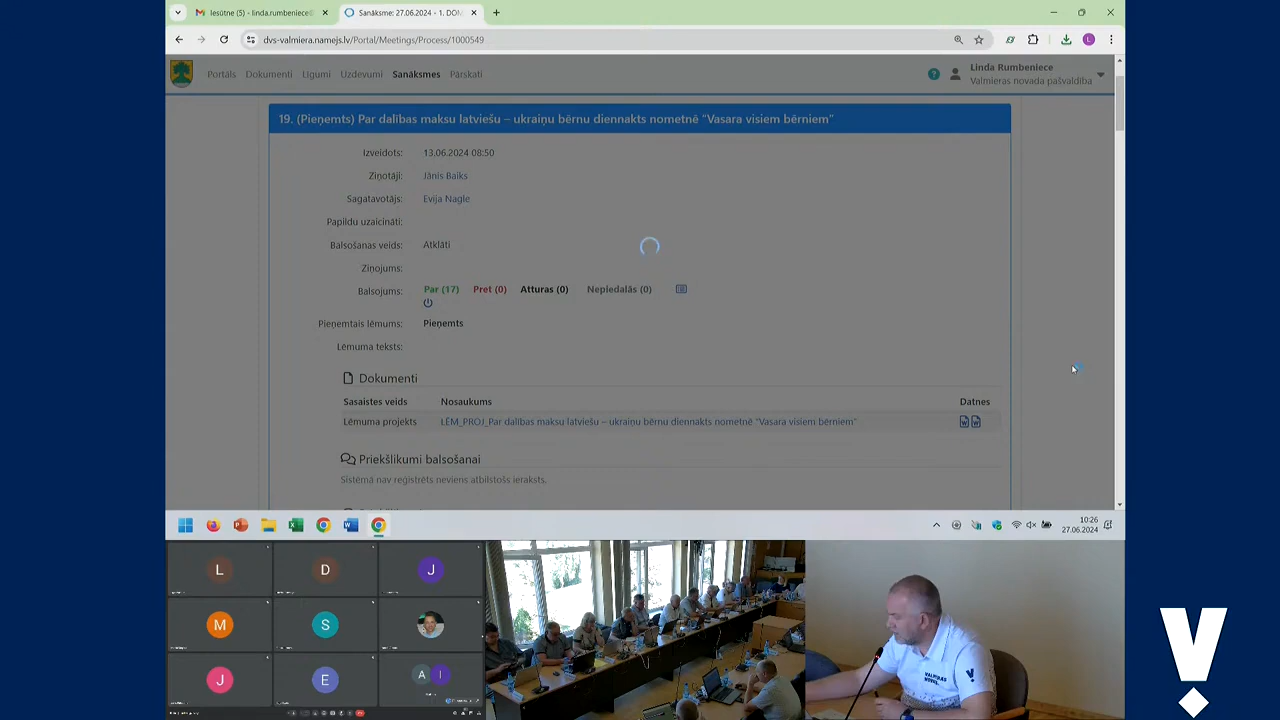 Iesūtne (5) - linda.rumbeniece@
Sanāksme: 27.06.2024 - 1. DOM
dvs-valmiera.namejs.lv/Portal/Meetings/Process/1000549
L
Portāls Dokumenti Līgumi Uzdevumi Sanāksmes Pārskati
Linda Rumbeniece
Valmieras novada pašvaldība
19. (Pieņemts) Par dalības maksu latviešu – ukraiņu bērnu diennakts nometnē "Vasara visiem bērniem"
Izveidots: 13.06.2024 08:50
Ziņotāji: Jānis Baiks
Sagatavotājs: Evija Nagle
Papildu uzaicināti:
Balsošanas veids: Atklāti
Ziņojums:
Balsojums: Par (17) Pret (0) Atturas (0) Nepiedalās (0)
Pieņemtais lēmums: Pieņemts
Lēmuma teksts:
Dokumenti
Sasaistes veids Nosaukums Datnes
Lēmuma projekts LĒM_PROJ_Par dalības maksu latviešu – ukraiņu bērnu diennakts nometnē "Vasara visiem bērniem"
Priekšlikumi balsošanai
Sistēmā nav reģistrēts neviens atbilstošs ieraksts.
10:26
27.06.2024
L D J
M S
J E A I
VALMIERAS
NOVADS